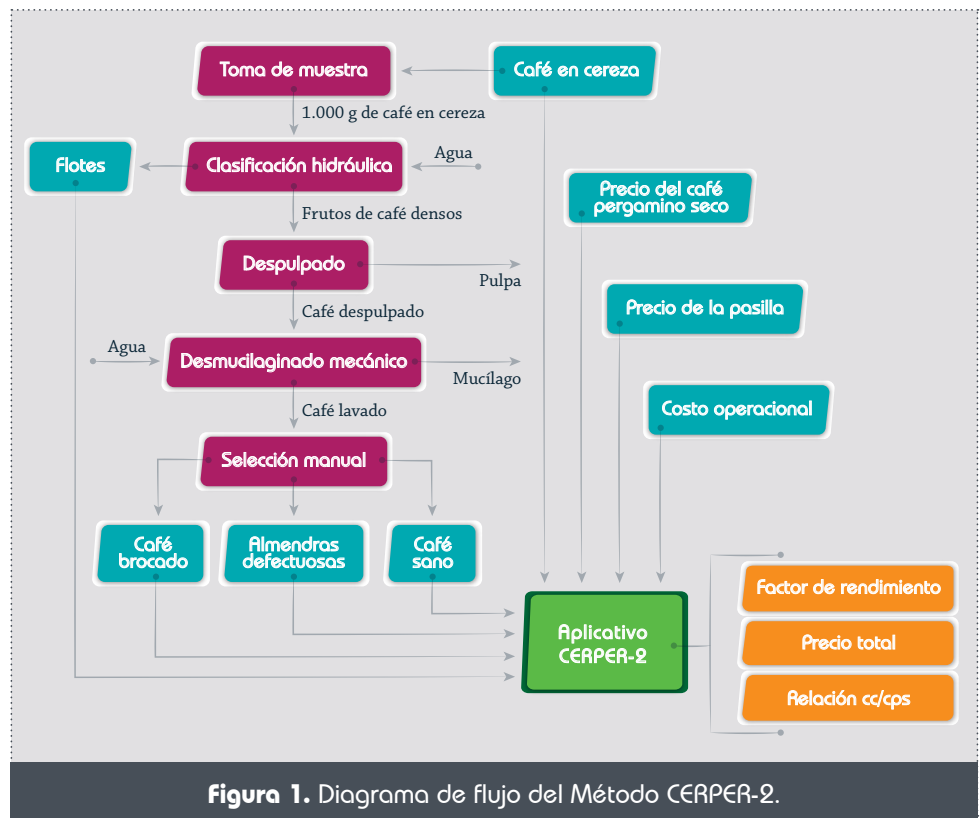 Toma de muestra
Café en cereza
1.000 g de café en cereza
Flotes
Clasificación hidráulica
Agua
Frutos de café densos
Precio del café
pergamino seco
Despulpado
Pulpa
Café despulpado
Precio de la pasilla
Agua
Desmucilaginado mecánico
Mucílago
Café lavado
Costo operacional
Selección manual
Café
brocado
Almendras
defectuosas
Café
sano
Aplicativo
CERPER-2
Factor de rendimiento
Precio total
Relación cc/cps
Figura 1. Diagrama de flujo del Método CERPER-2.